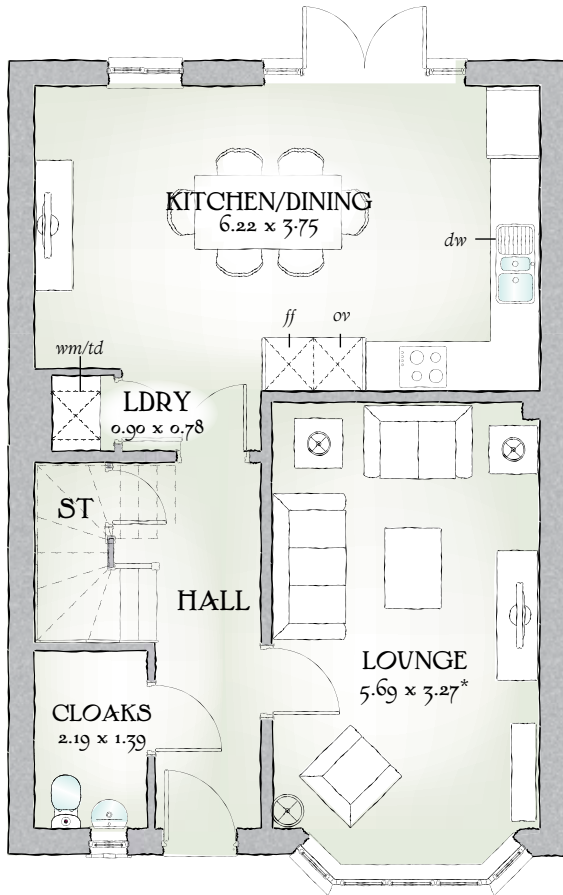 KITCHEN/DINING
6.22 x 3.75
dw
ff
ov
wm/td
LDRY
0.90 x 0.78
ST
HALL
LOUNGE
5.69 x 3.27*
CLOAKS
2.19 x 1.39